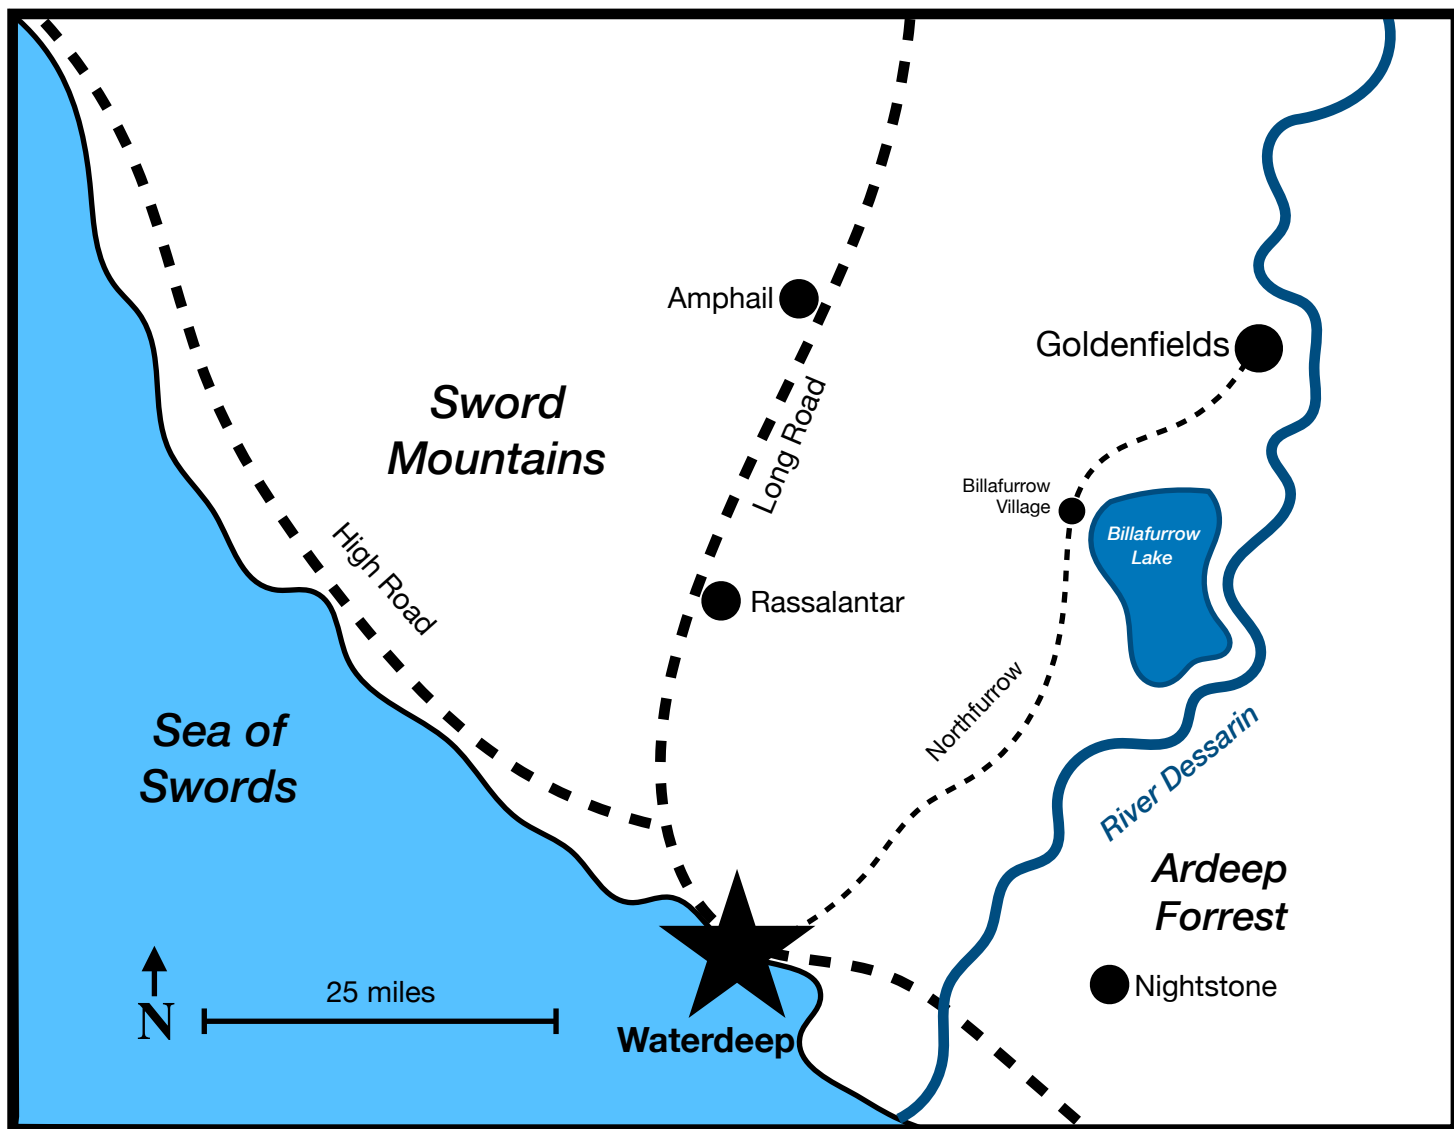 Amphail
Goldenfields
Sword
Mountains
Long Road
Billafurrow
Village
Billafurrow
Lake
High Road
Rassalantar
Northfurrow
Sea of
Swords
River Dessarin
Ardeep
Forrest
Nightstone
25 miles
N
Waterdeep